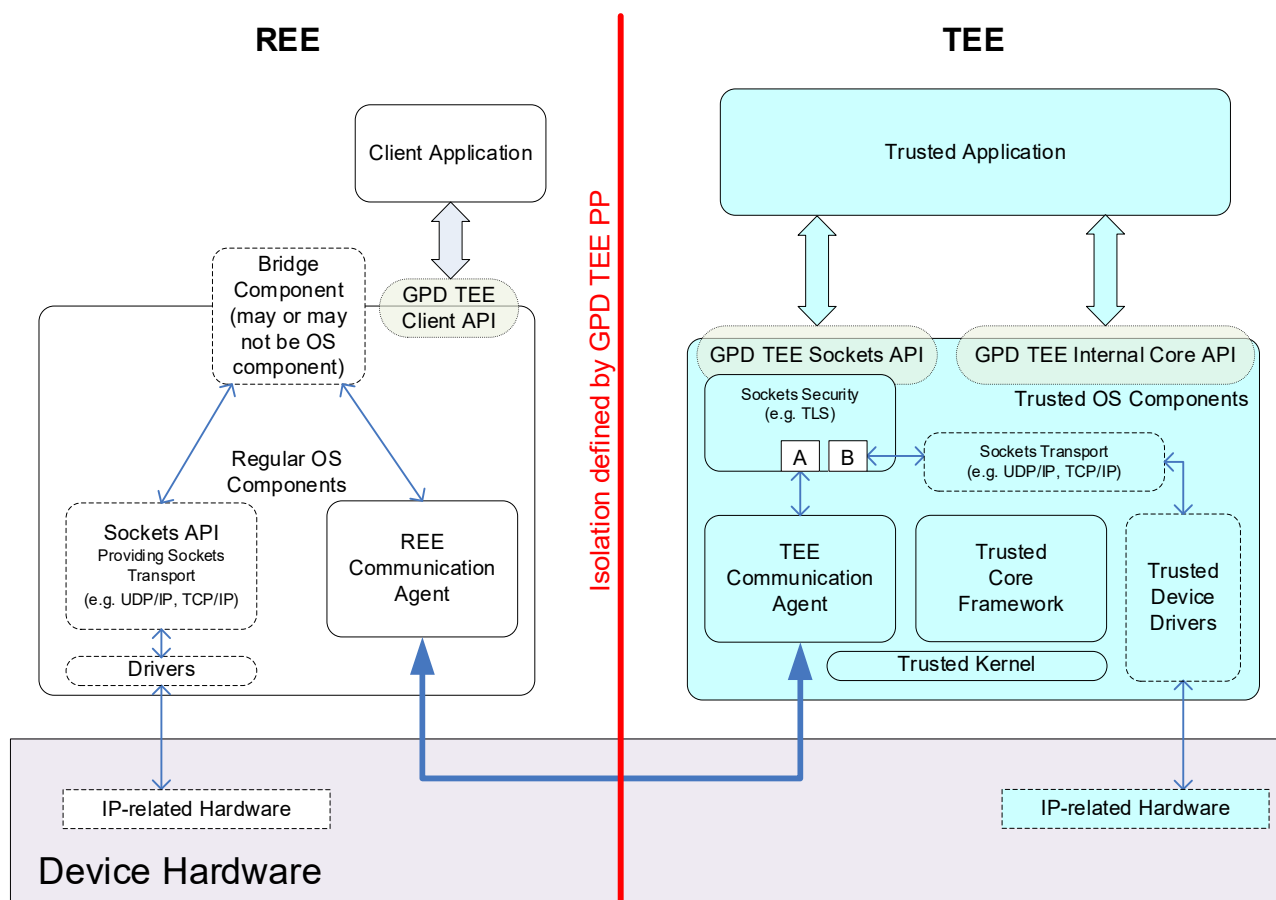 REE
TEE
Client Application
Trusted Application
Isolation defined by GPD TEE PP
Bridge
Component
(may or may
not be OS
component)
GPD TEE
Client API
GPD TEE Sockets API
GPD TEE Internal Core API
Sockets Security
(e.g. TLS)
Trusted OS Components
A
B
Sockets Transport
(e.g. UDP/IP, TCP/IP)
Regular OS
Components
Sockets API
Providing Sockets
Transport
(e.g. UDP/IP, TCP/IP)
REE
Communication
Agent
TEE
Communication
Agent
Trusted
Core
Framework
Trusted
Device
Drivers
Drivers
Trusted Kernel
IP-related Hardware
IP-related Hardware
Device Hardware